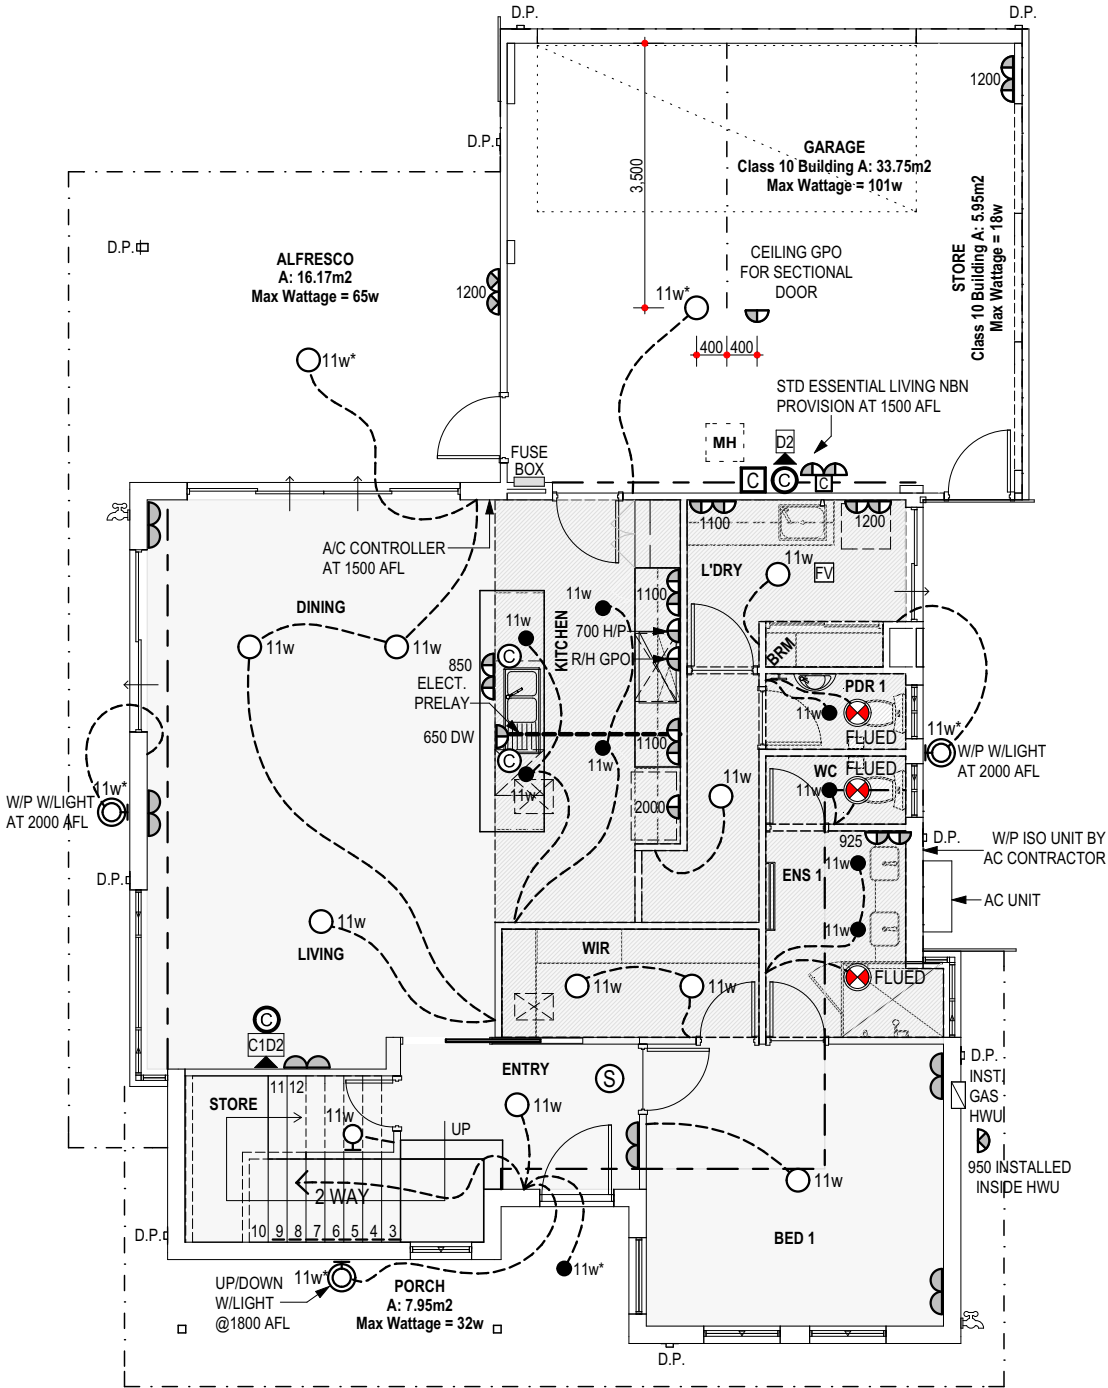 D.P.
D.P.
1200
GARAGE
Class 10 Building A: 33.75m2
Max Wattage = 101w
3,500
D.P.
STORE
Class 10 Building A: 5.95m2
Max Wattage = 18w
D.P.
ALFRESCO
A: 16.17m2
Max Wattage = 65w
1200
CEILING GPO
FOR SECTIONAL
DOOR
11w*
400
400
11w*
STD ESSENTIAL LIVING NBN
PROVISION AT 1500 AFL
MH
D2
FUSE
BOX
C
C
C
1100
1200
A/C CONTROLLER
AT 1500 AFL
11w
L'DRY
FV
DINING
11w
11w
11w
KITCHEN
11w
1100
700 H/P
R/H GPO
BRM
C
850
ELECT.
PRELAY
650 DW
C
11w
11w
1100
2000
PDR 1
11w
FLUED
11w*
W/P W/LIGHT
AT 2000 AFL
WC
FLUED
11w
11w
11w*
W/P W/LIGHT
AT 2000 AFL
D.P.
925
D.P.
W/P ISO UNIT BY
AC CONTRACTOR
11w
ENS 1
AC UNIT
11w
11w
LIVING
WIR
FLUED
11w
11w
C
C1D2
ENTRY
S
D.P.
INST.
GAS
HWU
11 12
STORE
11w
11w
UP
950 INSTALLED
INSIDE HWU
2 WAY
11w
10 9 8 7 6 5 4 3
D.P.
BED 1
UP/DOWN
W/LIGHT
@1800 AFL
11w*
11w*
PORCH
A: 7.95m2
Max Wattage = 32w
D.P.